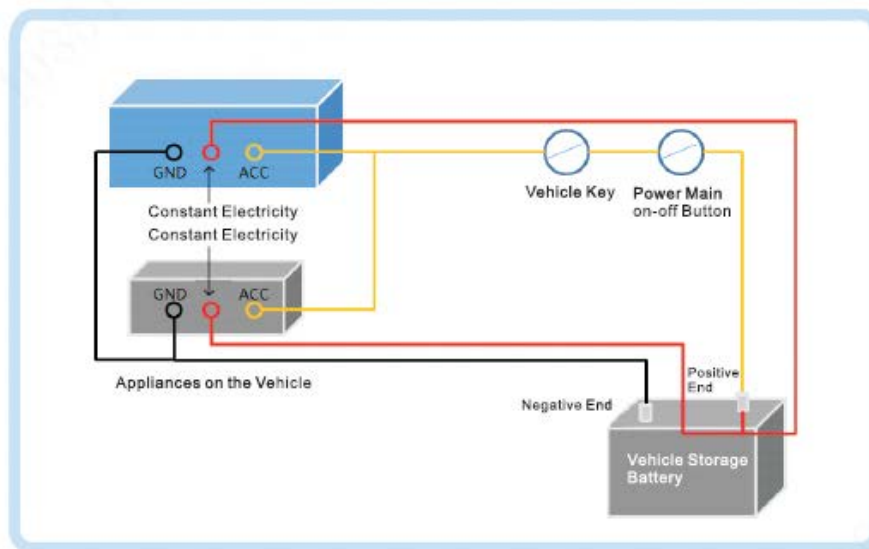 GND
ACC
Constant Electricity
Constant Electricity
GND
ACC
Appliances on the Vehicle
Vehicle Key
Power Main
on-off Button
Negative End
Positive
End
Vehicle Storage
Battery